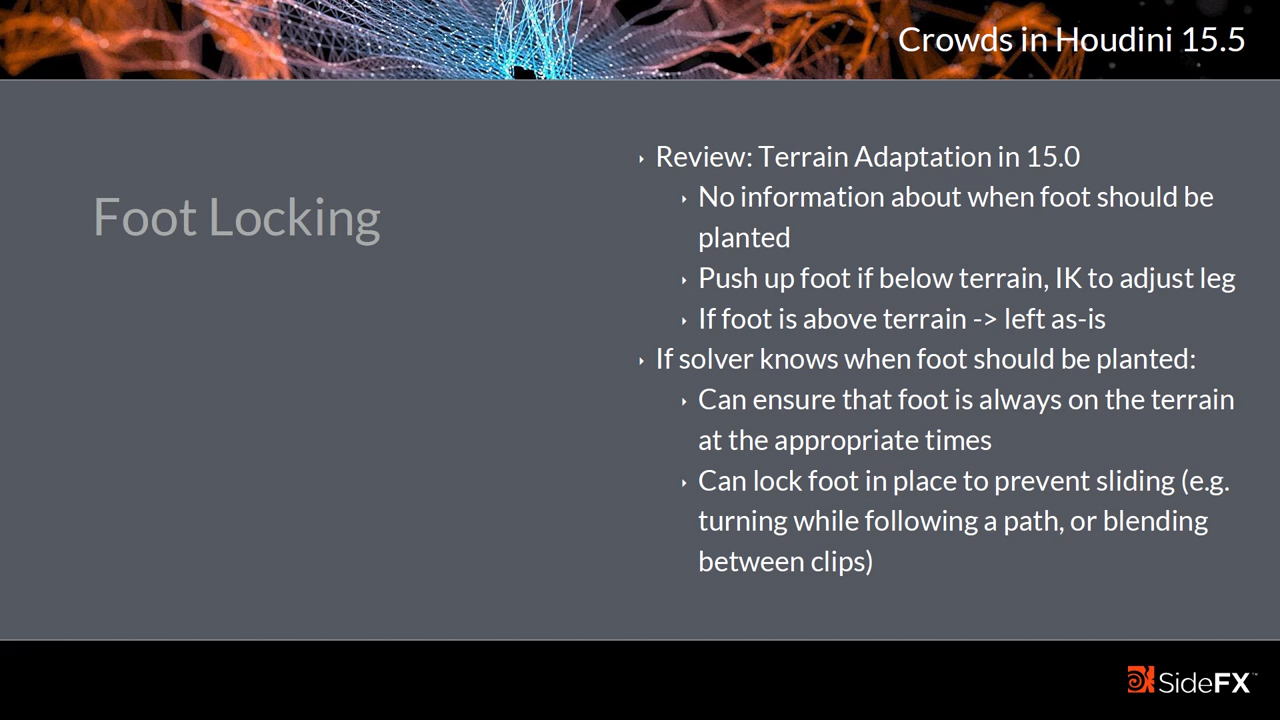 Crowds in Houdini 15.5
Foot Locking
Review: Terrain Adaptation in 15.0
No information about when foot should be
planted
Push up foot if below terrain, IK to adjust leg
If foot is above terrain -> left as-is
If solver knows when foot should be planted:
Can ensure that foot is always on the terrain
at the appropriate times
Can lock foot in place to prevent sliding (e.g.
turning while following a path, or blending
between clips)
SideFX™